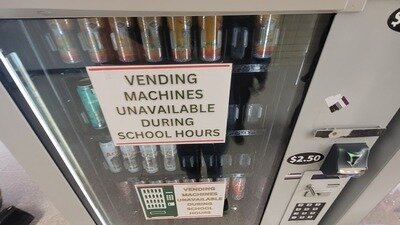 VENDING
MACHINES
UNAVAILABLE
DURING
SCHOOL HOURS
$2.50
VENDING
MACHINES
UNAVAILABLE
DURING
SCHOOL
HOURS